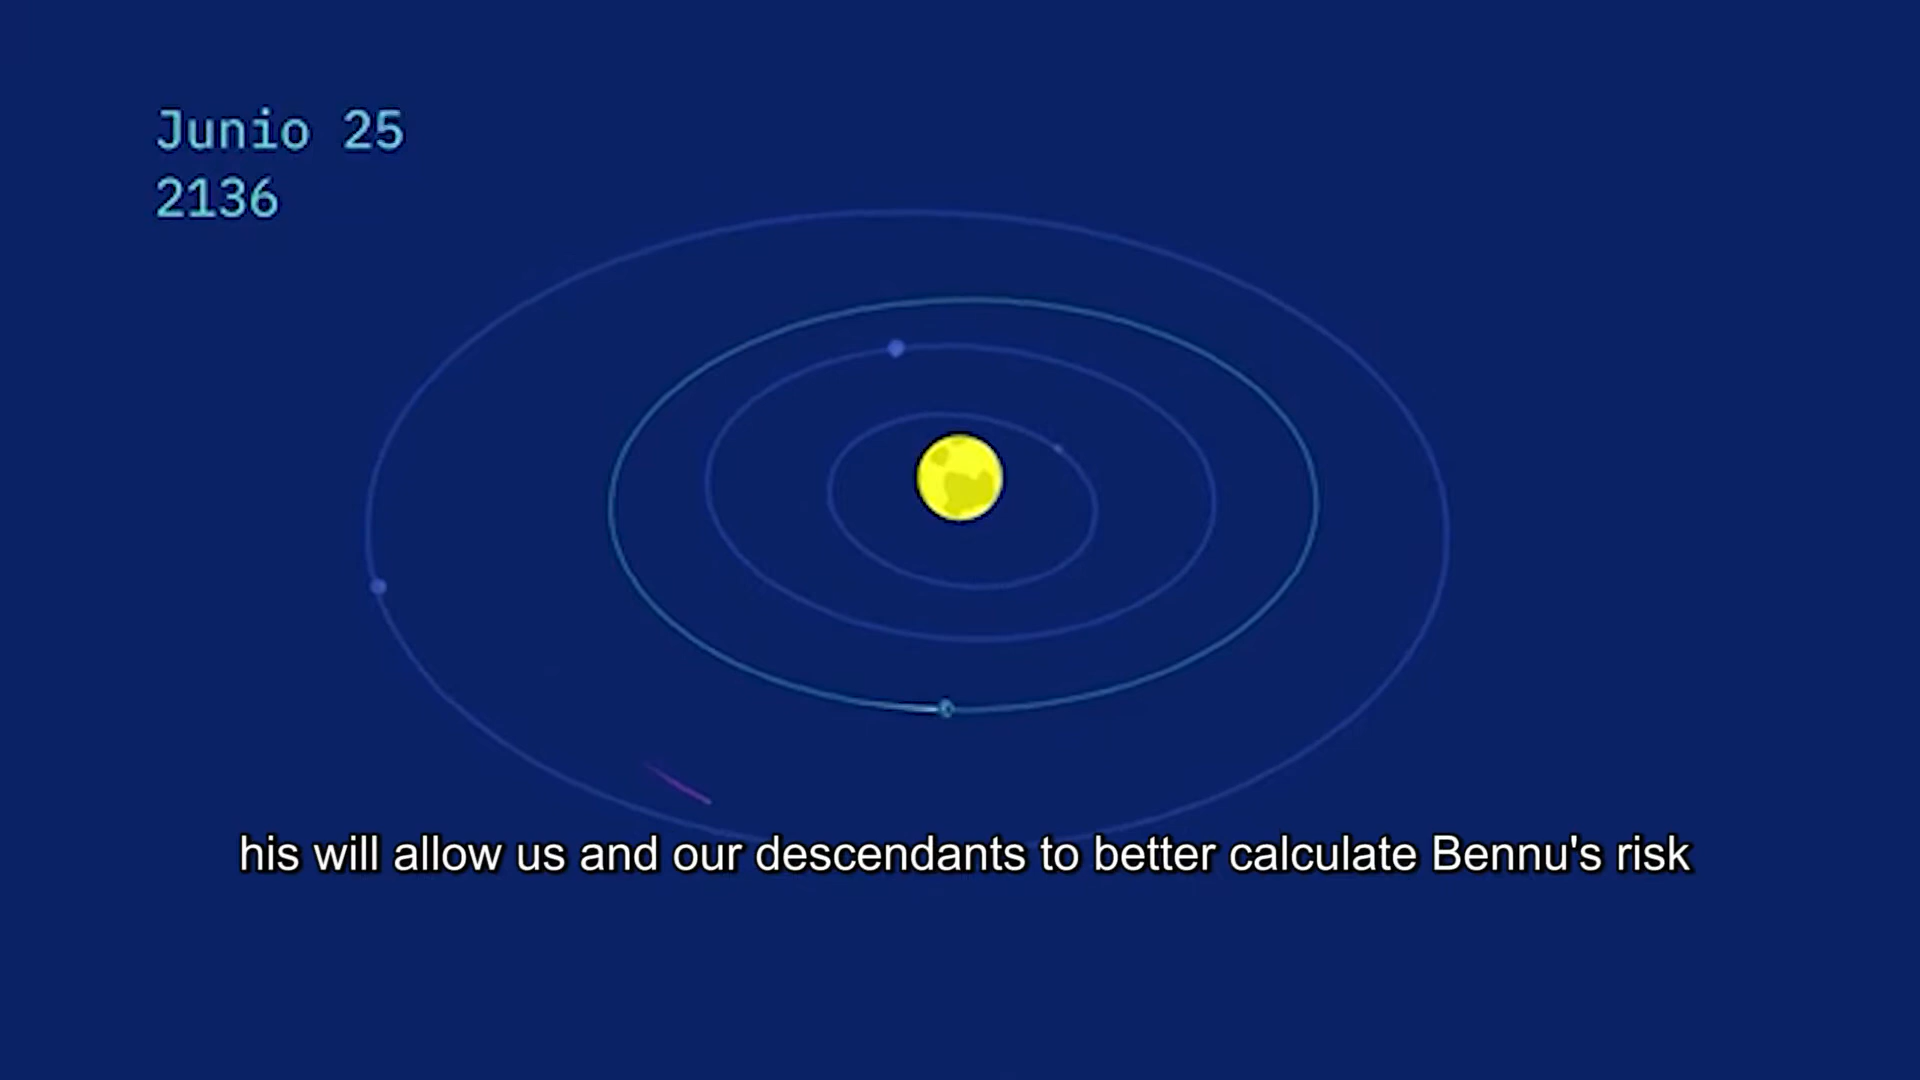 Junio 25
2136
his will allow us and our descendants to better calculate Bennu's risk